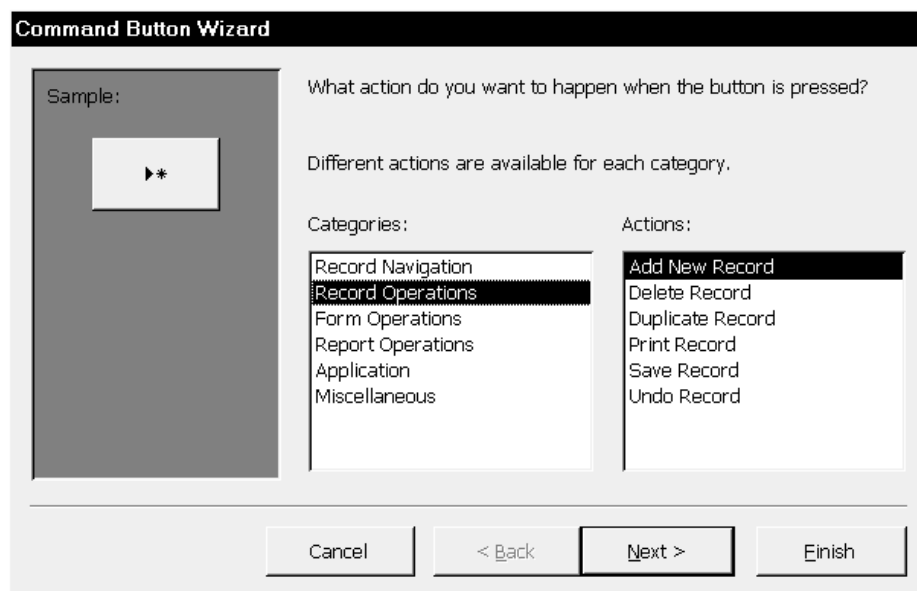 Command Button Wizard
Sample:
What action do you want to happen when the button is pressed?
Different actions are available for each category.
Categories:
Record Navigation
Record Operations
Form Operations
Report Operations
Application
Miscellaneous
Actions:
Add New Record
Delete Record
Duplicate Record
Print Record
Save Record
Undo Record
Cancel
< Back
Next >
Finish